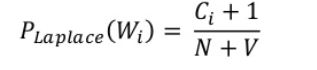 P_Laplace(W_i) = (C_i + 1) / (N + V)